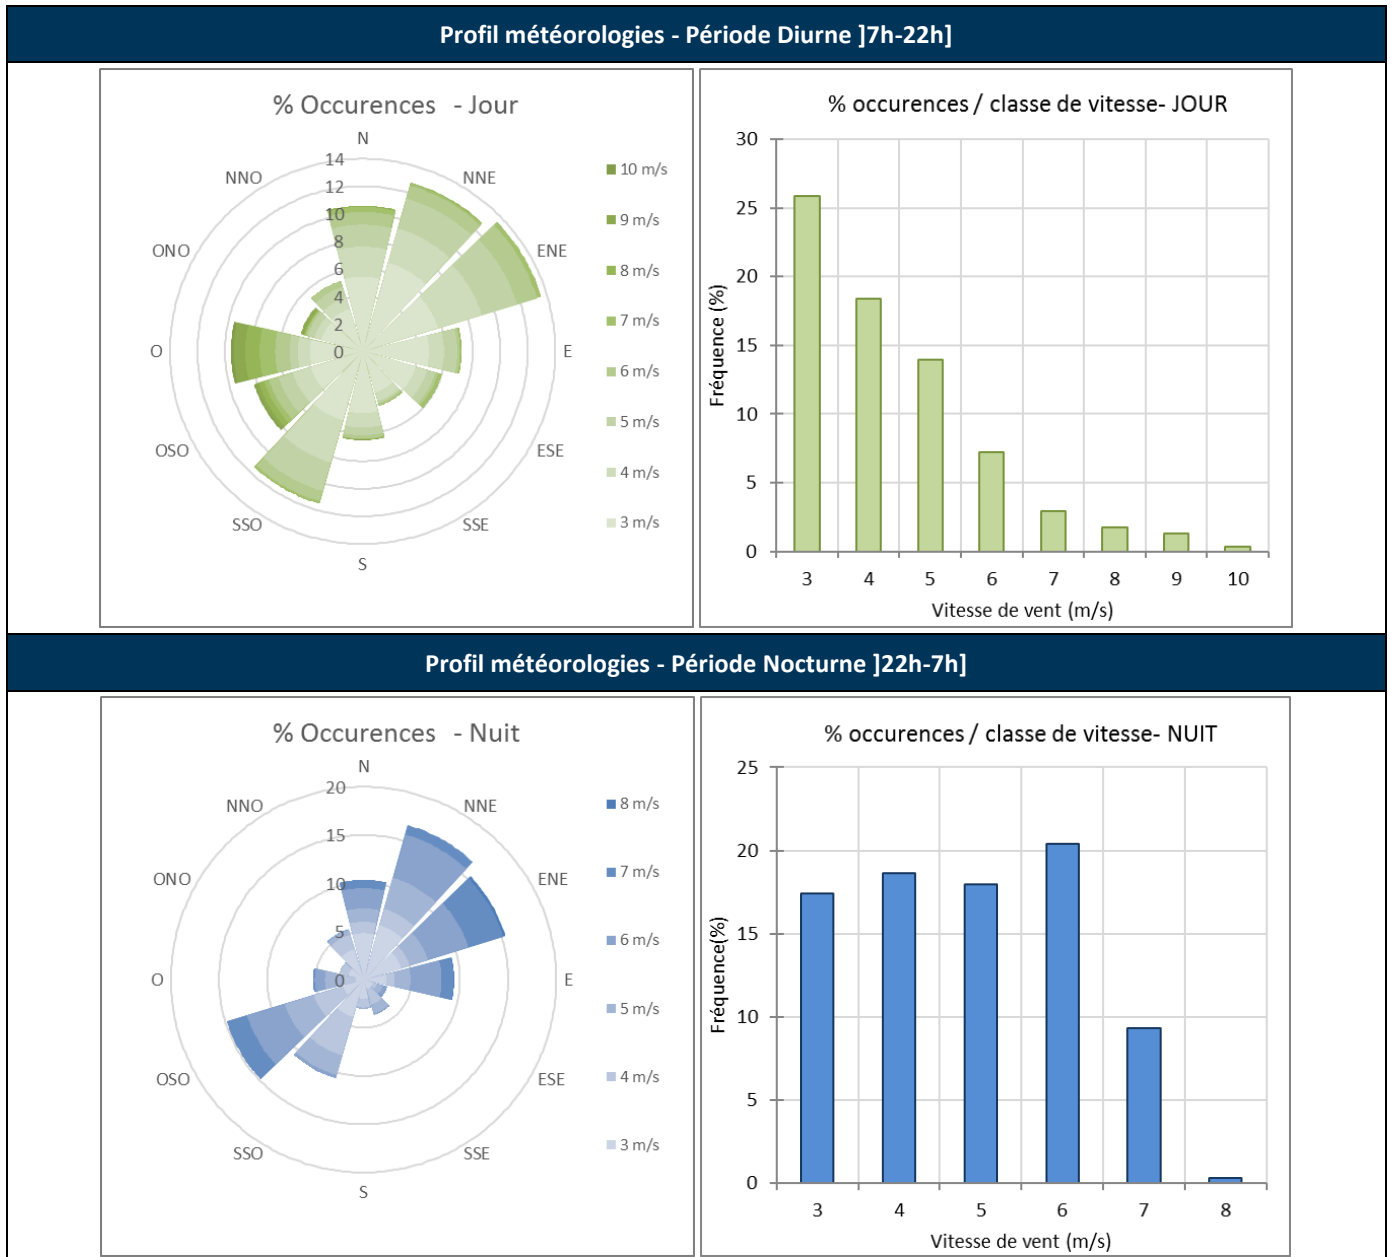 Profil météorologies - Période Diurne ]7h-22h]
% Occurences - Jour
N
NNE
ENE
E
ESE
SSE
S
SSO
OSO
O
ONO
NNO
14
12
10
8
6
4
2
0
10 m/s
9 m/s
8 m/s
7 m/s
6 m/s
5 m/s
4 m/s
3 m/s
% occurences / classe de vitesse- JOUR
Fréquence (%)
30
25
20
15
10
5
0
3 4 5 6 7 8 9 10
Vitesse de vent (m/s)
Profil météorologies - Période Nocturne ]22h-7h]
% Occurences - Nuit
N
NNE
ENE
E
ESE
SSE
S
SSO
OSO
O
ONO
NNO
20
15
10
5
0
8 m/s
7 m/s
6 m/s
5 m/s
4 m/s
3 m/s
% occurences / classe de vitesse- NUIT
Fréquence(%)
25
20
15
10
5
0
3 4 5 6 7 8
Vitesse de vent (m/s)